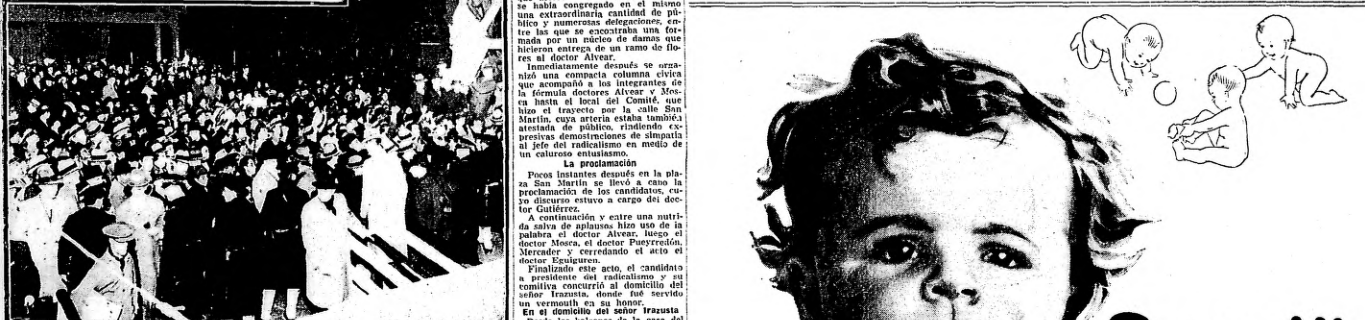 se había congregado en el mismo
una extraordinaria cantidad de pú-
blico y numerosas delegaciones, en-
tre las que se encontraba una for-
mada por un núcleo de damas que
hicieron entrega de un ramo de flo-
res al doctor Alvear.
Inmediatamente después se orga-
nizó una compacta columna cívica
que acompañó a los integrantes de
la fórmula doctores Alvear y Mos-
ca hasta el local del Comité, que
hizo el trayecto por la calle San
Martín, cuya arteria estaba también
atestada de público, rindiendo ex-
presivas demostraciones de simpatía
al jefe del radicalismo en medio de
un caluroso entusiasmo.
La proclamación
Pocos instantes después en la pla-
za San Martín se llevó a cabo la
proclamación de los candidatos, cu-
yo discurso estuvo a cargo del doc-
tor Gutiérrez.
A continuación y entre una nutri-
da salva de aplausos hizo uso de la
palabra el doctor Alvear, luego el
doctor Mosca, el doctor Pueyrredón,
Mercader y cerredando el acto el
doctor Eguiguren.
Finalizado este acto, el candidato
a presidente del radicalismo y su
comitiva concurrió al domicilio del
señor Irazusta, donde fué servido
un vermouth en su honor.
En el domicilio del señor Irazusta